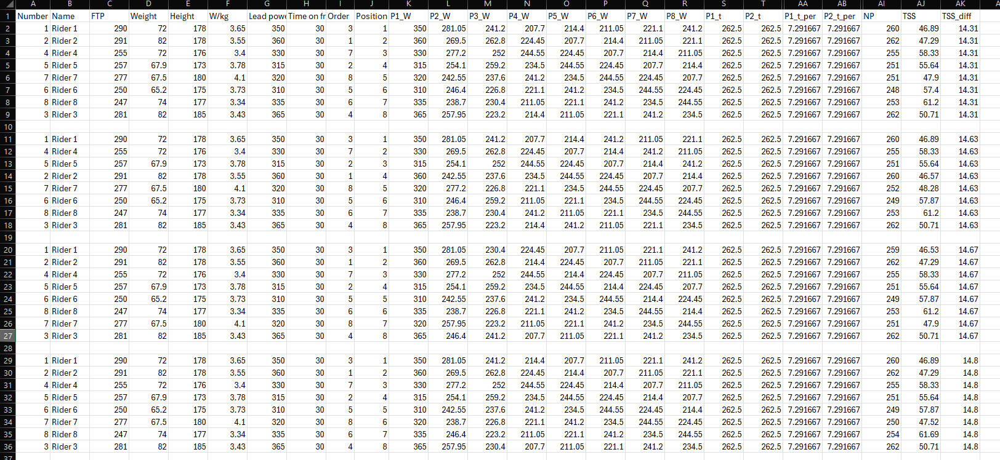 A B C D E F G H I J K L M N O P Q R S T AA AB AI AJ AK
1 Number Name FTP Weight Height W/kg Lead powe Time on fr Order Position P1_W P2_W P3_W P4_W P5_W P6_W P7_W P8_W P1_t P2_t P1_t_per P2_t_per NP TSS TSS_diff
2 1 Rider 1 290 72 178 3.65 350 30 3 1 350 281.05 241.2 207.7 214.4 211.05 221.1 241.2 262.5 262.5 7.291667 7.291667 260 46.89 14.31
3 2 Rider 2 291 82 178 3.55 360 30 1 2 360 269.5 262.8 224.45 207.7 214.4 211.05 221.1 262.5 262.5 7.291667 7.291667 262 47.29 14.31
4 4 Rider 4 255 72 176 3.4 330 30 7 3 330 277.2 252 244.55 224.45 207.7 214.4 211.05 262.5 262.5 7.291667 7.291667 255 58.33 14.31
5 5 Rider 5 257 67.9 173 3.78 315 30 2 4 315 254.1 259.2 234.5 244.55 224.45 207.7 214.4 262.5 262.5 7.291667 7.291667 251 55.64 14.31
6 7 Rider 7 277 67.5 180 4.1 320 30 8 5 320 242.55 237.6 241.2 234.5 244.55 224.45 207.7 262.5 262.5 7.291667 7.291667 251 47.9 14.31
7 6 Rider 6 250 65.2 175 3.73 310 30 5 6 310 246.4 226.8 221.1 241.2 234.5 244.55 224.45 262.5 262.5 7.291667 7.291667 248 57.4 14.31
8 8 Rider 8 247 74 177 3.34 335 30 6 7 335 238.7 230.4 211.05 221.1 241.2 234.5 244.55 262.5 262.5 7.291667 7.291667 253 61.2 14.31
9 3 Rider 3 281 82 185 3.43 365 30 4 8 365 257.95 223.2 214.4 211.05 221.1 241.2 234.5 262.5 262.5 7.291667 7.291667 262 50.71 14.31
10
11 1 Rider 1 290 72 178 3.65 350 30 3 1 350 281.05 241.2 207.7 214.4 241.2 211.05 221.1 262.5 262.5 7.291667 7.291667 260 46.89 14.63
12 4 Rider 4 255 72 176 3.4 330 30 7 2 330 269.5 262.8 224.45 207.7 214.4 241.2 211.05 262.5 262.5 7.291667 7.291667 255 58.33 14.63
13 5 Rider 5 257 67.9 173 3.78 315 30 2 3 315 254.1 252 244.55 224.45 207.7 214.4 241.2 262.5 262.5 7.291667 7.291667 251 55.64 14.63
14 2 Rider 2 291 82 178 3.55 360 30 1 4 360 242.55 237.6 234.5 244.55 224.45 207.7 214.4 262.5 262.5 7.291667 7.291667 260 46.57 14.63
15 7 Rider 7 277 67.5 180 4.1 320 30 8 5 320 277.2 226.8 221.1 234.5 244.55 224.45 207.7 262.5 262.5 7.291667 7.291667 252 48.28 14.63
16 6 Rider 6 250 65.2 175 3.73 310 30 5 6 310 246.4 259.2 211.05 221.1 234.5 244.55 224.45 262.5 262.5 7.291667 7.291667 249 57.87 14.63
17 8 Rider 8 247 74 177 3.34 335 30 6 7 335 238.7 230.4 241.2 211.05 221.1 234.5 244.55 262.5 262.5 7.291667 7.291667 253 61.2 14.63
18 3 Rider 3 281 82 185 3.43 365 30 4 8 365 257.95 223.2 214.4 241.2 211.05 221.1 234.5 262.5 262.5 7.291667 7.291667 262 50.71 14.63
19
20 1 Rider 1 290 72 178 3.65 350 30 3 1 350 281.05 230.4 224.45 207.7 211.05 221.1 241.2 262.5 262.5 7.291667 7.291667 259 46.53 14.67
21 2 Rider 2 291 82 178 3.55 360 30 1 2 360 269.5 262.8 214.4 224.45 207.7 211.05 221.1 262.5 262.5 7.291667 7.291667 262 47.29 14.67
22 4 Rider 4 255 72 176 3.4 330 30 7 3 330 277.2 252 244.55 214.4 224.45 207.7 211.05 262.5 262.5 7.291667 7.291667 255 58.33 14.67
23 5 Rider 5 257 67.9 173 3.78 315 30 2 4 315 254.1 259.2 234.5 244.55 214.4 224.45 207.7 262.5 262.5 7.291667 7.291667 251 55.64 14.67
24 6 Rider 6 250 65.2 175 3.73 310 30 5 5 310 242.55 237.6 241.2 234.5 244.55 214.4 224.45 262.5 262.5 7.291667 7.291667 249 57.87 14.67
25 8 Rider 8 247 74 177 3.34 335 30 6 6 335 238.7 226.8 221.1 241.2 234.5 244.55 214.4 262.5 262.5 7.291667 7.291667 253 61.2 14.67
26 7 Rider 7 277 67.5 180 4.1 320 30 8 7 320 257.95 223.2 211.05 221.1 241.2 234.5 244.55 262.5 262.5 7.291667 7.291667 251 47.9 14.67
27 3 Rider 3 281 82 185 3.43 365 30 4 8 365 246.4 241.2 207.7 211.05 221.1 241.2 234.5 262.5 262.5 7.291667 7.291667 262 50.71 14.67
28
29 1 Rider 1 290 72 178 3.65 350 30 3 1 350 281.05 241.2 214.4 207.7 211.05 221.1 241.2 262.5 262.5 7.291667 7.291667 260 46.89 14.8
30 2 Rider 2 291 82 178 3.55 360 30 1 2 360 269.5 262.8 224.45 214.4 207.7 211.05 221.1 262.5 262.5 7.291667 7.291667 262 47.29 14.8
31 4 Rider 4 255 72 176 3.4 330 30 7 3 330 277.2 252 244.55 224.45 214.4 207.7 211.05 262.5 262.5 7.291667 7.291667 255 58.33 14.8
32 5 Rider 5 257 67.9 173 3.78 315 30 2 4 315 254.1 259.2 234.5 244.55 224.45 214.4 207.7 262.5 262.5 7.291667 7.291667 251 55.64 14.8
33 6 Rider 6 250 65.2 175 3.73 310 30 5 5 310 242.55 237.6 241.2 234.5 244.55 224.45 214.4 262.5 262.5 7.291667 7.291667 249 57.87 14.8
34 7 Rider 7 277 67.5 180 4.1 320 30 8 6 320 238.7 226.8 221.1 241.2 234.5 244.55 224.45 262.5 262.5 7.291667 7.291667 250 47.52 14.8
35 8 Rider 8 247 74 177 3.34 335 30 6 7 335 246.4 223.2 211.05 221.1 241.2 234.5 244.55 262.5 262.5 7.291667 7.291667 254 61.69 14.8
36 3 Rider 3 281 82 185 3.43 365 30 4 8 365 257.95 230.4 207.7 211.05 221.1 241.2 234.5 262.5 262.5 7.291667 7.291667 262 50.71 14.8
37